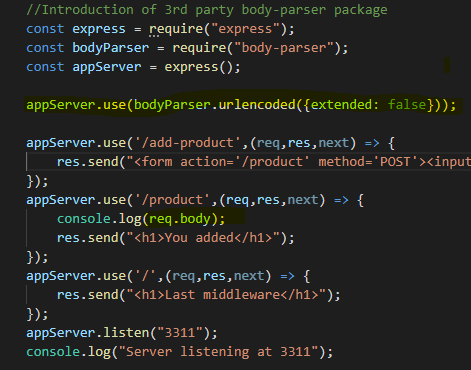 //Introduction of 3rd party body-parser package
const express = require("express");
const bodyParser = require("body-parser");
const appServer = express();
appServer.use(bodyParser.urlencoded({extended: false}));
appServer.use('/add-product',(req,res,next) => {
res.send("<form action='/product' method='POST'><input
});
appServer.use('/product',(req,res,next) => {
console.log(req.body);
res.send("<h1>You added</h1>");
});
appServer.use('/',(req,res,next) => {
res.send("<h1>Last middleware</h1>");
});
appServer.listen("3311");
console.log("Server listening at 3311");